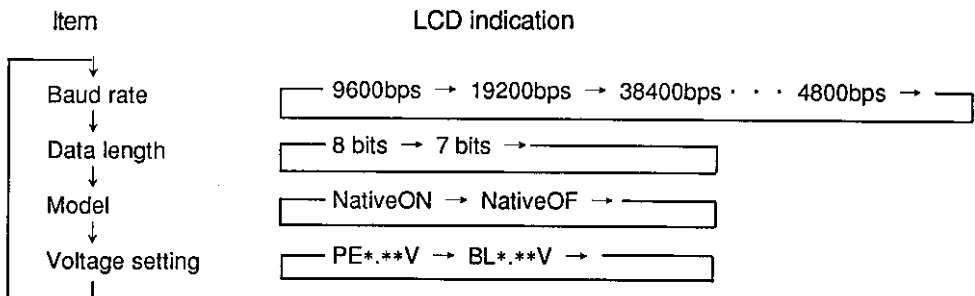 Item LCD indication
Baud rate 9600bps → 19200bps → 38400bps · · · 4800bps →
Data length 8 bits → 7 bits →
Model NativeON → NativeOF →
Voltage setting PE*.**V → BL*.**V →